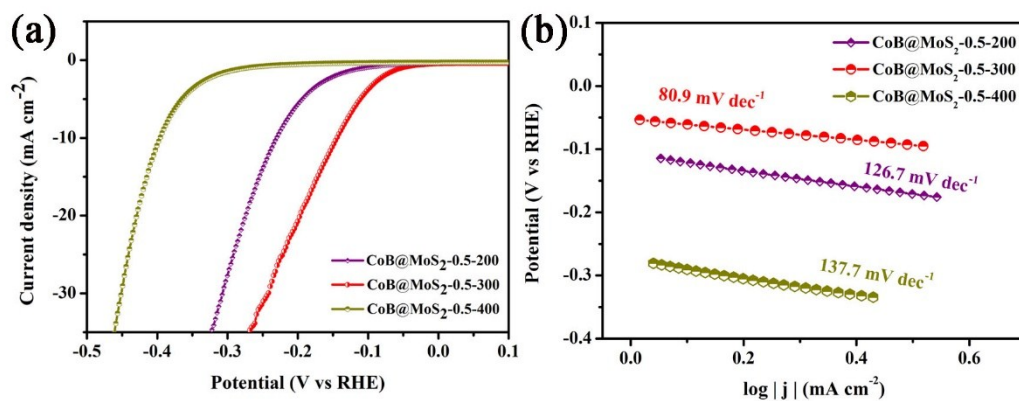 (a)
0
-10
-20
-30
Current density (mA cm⁻²)
CoB@MoS₂-0.5-200
CoB@MoS₂-0.5-300
CoB@MoS₂-0.5-400
-0.5 -0.4 -0.3 -0.2 -0.1 0.0 0.1
Potential (V vs RHE)
(b)
CoB@MoS₂-0.5-200
CoB@MoS₂-0.5-300
CoB@MoS₂-0.5-400
0.0
-0.1
-0.2
-0.3
-0.4
Potential (V vs RHE)
80.9 mV dec⁻¹
126.7 mV dec⁻¹
137.7 mV dec⁻¹
0.0 0.2 0.4 0.6
log | j | (mA cm⁻²)